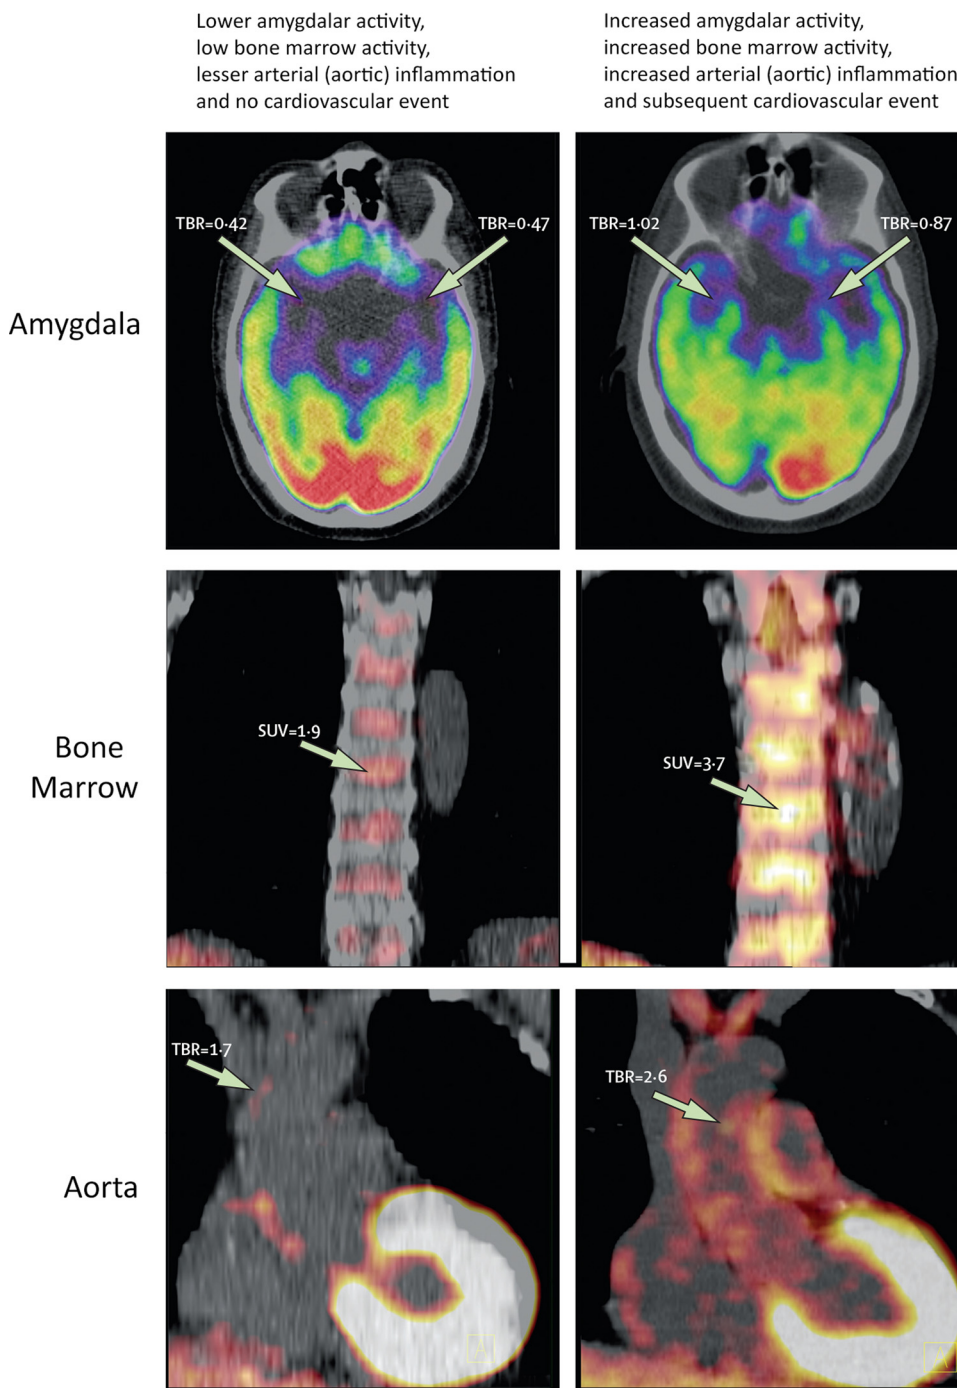 Lower amygdalar activity,
low bone marrow activity,
lesser arterial (aortic) inflammation
and no cardiovascular event
Increased amygdalar activity,
increased bone marrow activity,
increased arterial (aortic) inflammation
and subsequent cardiovascular event
Amygdala
TBR=0·42
TBR=0·47
TBR=1·02
TBR=0·87
Bone
Marrow
SUV=1·9
SUV=3·7
Aorta
TBR=1·7
TBR=2·6
A
A